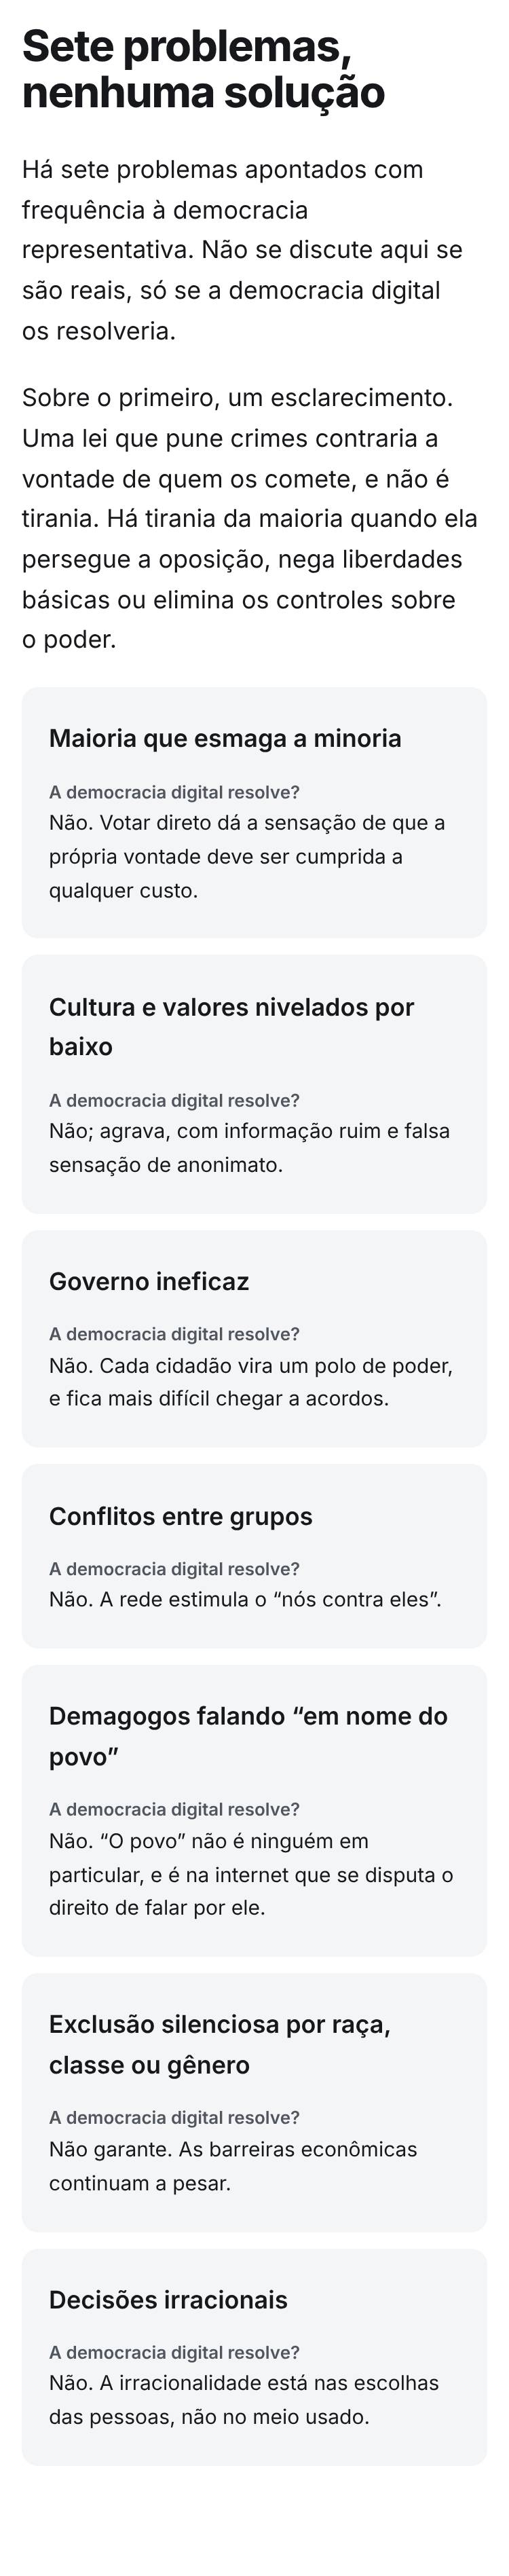 Sete problemas,
nenhuma solução
Há sete problemas apontados com
frequência à democracia
representativa. Não se discute aqui se
são reais, só se a democracia digital
os resolveria.
Sobre o primeiro, um esclarecimento.
Uma lei que pune crimes contraria a
vontade de quem os comete, e não é
tirania. Há tirania da maioria quando ela
persegue a oposição, nega liberdades
básicas ou elimina os controles sobre
o poder.
Maioria que esmaga a minoria
A democracia digital resolve?
Não. Votar direto dá a sensação de que a
própria vontade deve ser cumprida a
qualquer custo.
Cultura e valores nivelados por
baixo
A democracia digital resolve?
Não; agrava, com informação ruim e falsa
sensação de anonimato.
Governo ineficaz
A democracia digital resolve?
Não. Cada cidadão vira um polo de poder,
e fica mais difícil chegar a acordos.
Conflitos entre grupos
A democracia digital resolve?
Não. A rede estimula o “nós contra eles”.
Demagogos falando “em nome do
povo”
A democracia digital resolve?
Não. “O povo” não é ninguém em
particular, e é na internet que se disputa o
direito de falar por ele.
Exclusão silenciosa por raça,
classe ou gênero
A democracia digital resolve?
Não garante. As barreiras econômicas
continuam a pesar.
Decisões irracionais
A democracia digital resolve?
Não. A irracionalidade está nas escolhas
das pessoas, não no meio usado.